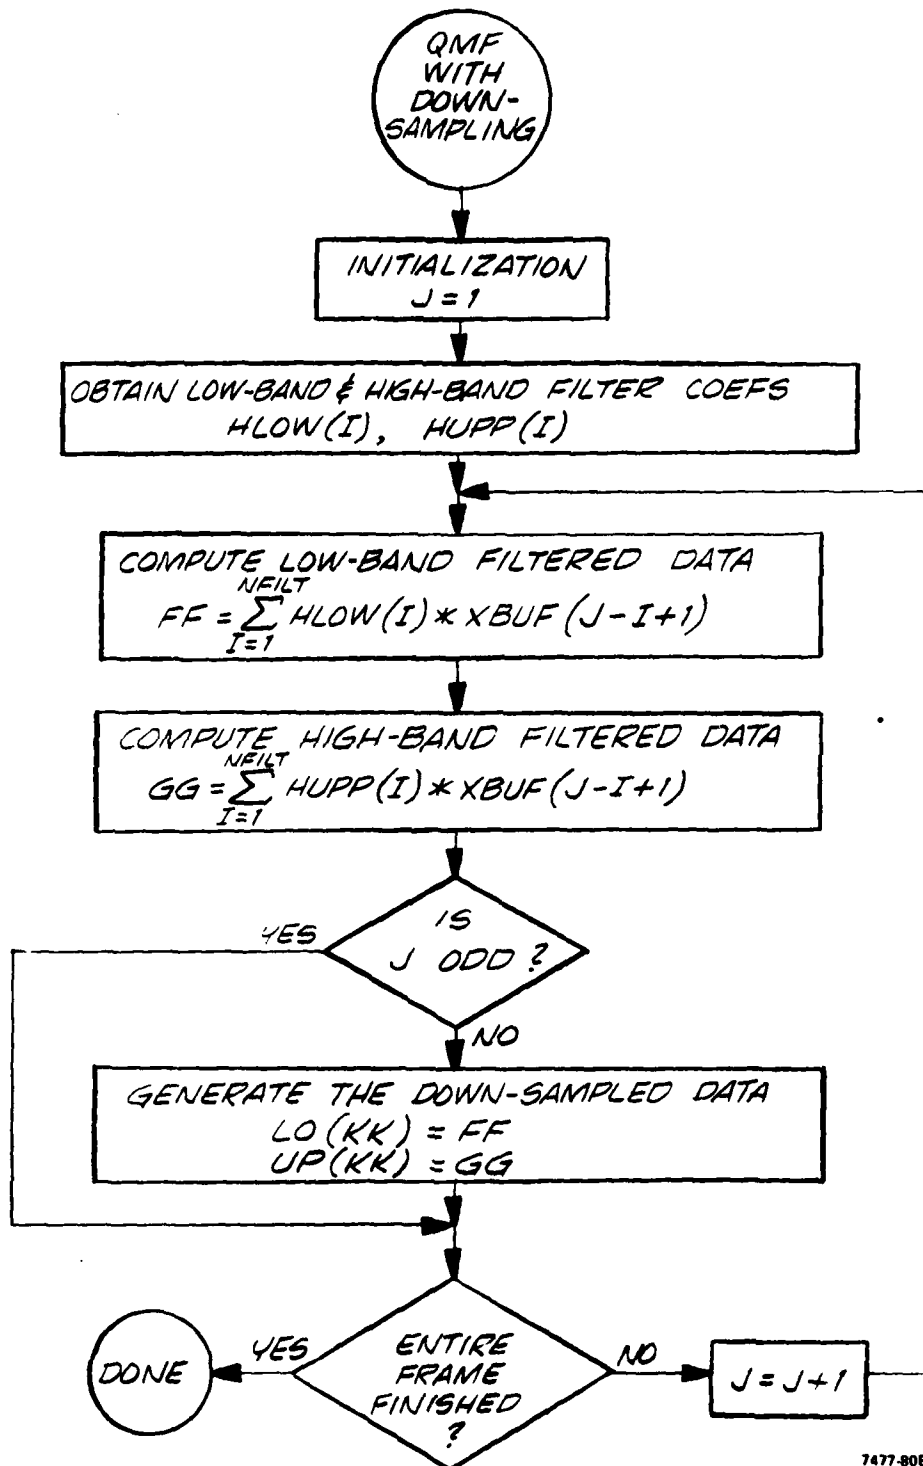 QMF
WITH
DOWN-
SAMPLING
INITIALIZATION
J = 1
OBTAIN LOW-BAND & HIGH-BAND FILTER COEFS
HLOW(I), HUPP(I)
COMPUTE LOW-BAND FILTERED DATA
NFILT
FF = ∑ HLOW(I) * XBUF(J-I+1)
I=1
COMPUTE HIGH-BAND FILTERED DATA
NFILT
GG = ∑ HUPP(I) * XBUF(J-I+1)
I=1
IS
J ODD ?
YES
NO
GENERATE THE DOWN-SAMPLED DATA
LO(KK) = FF
UP(KK) = GG
ENTIRE
FRAME
FINISHED
?
YES
DONE
NO
J = J+1